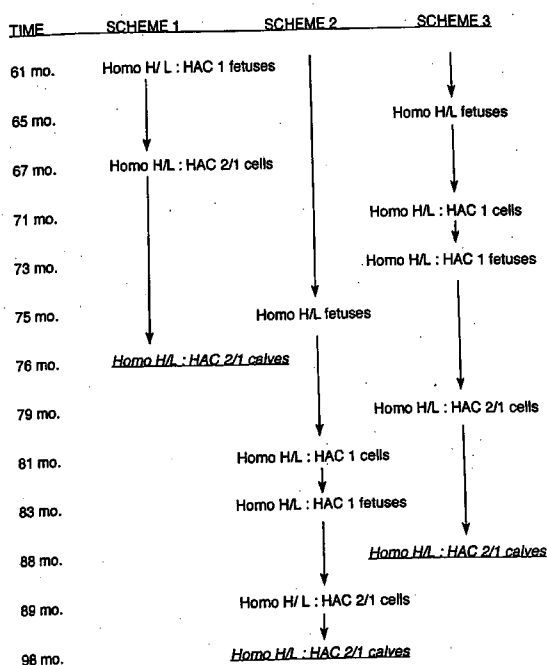 TIME SCHEME 1 SCHEME 2 SCHEME 3
61 mo. Homo H/ L : HAC 1 fetuses
65 mo. Homo H/L fetuses
67 mo. Homo H/L : HAC 2/1 cells
71 mo. Homo H/L : HAC 1 cells
73 mo. Homo H/L : HAC 1 fetuses
75 mo. Homo H/L fetuses
76 mo. Homo H/L : HAC 2/1 calves
79 mo. Homo H/L : HAC 2/1 cells
81 mo. Homo H/L : HAC 1 cells
83 mo. Homo H/L : HAC 1 fetuses
88 mo. Homo H/L : HAC 2/1 calves
89 mo. Homo H/ L : HAC 2/1 cells
98 mo. Homo H/L : HAC 2/1 calves